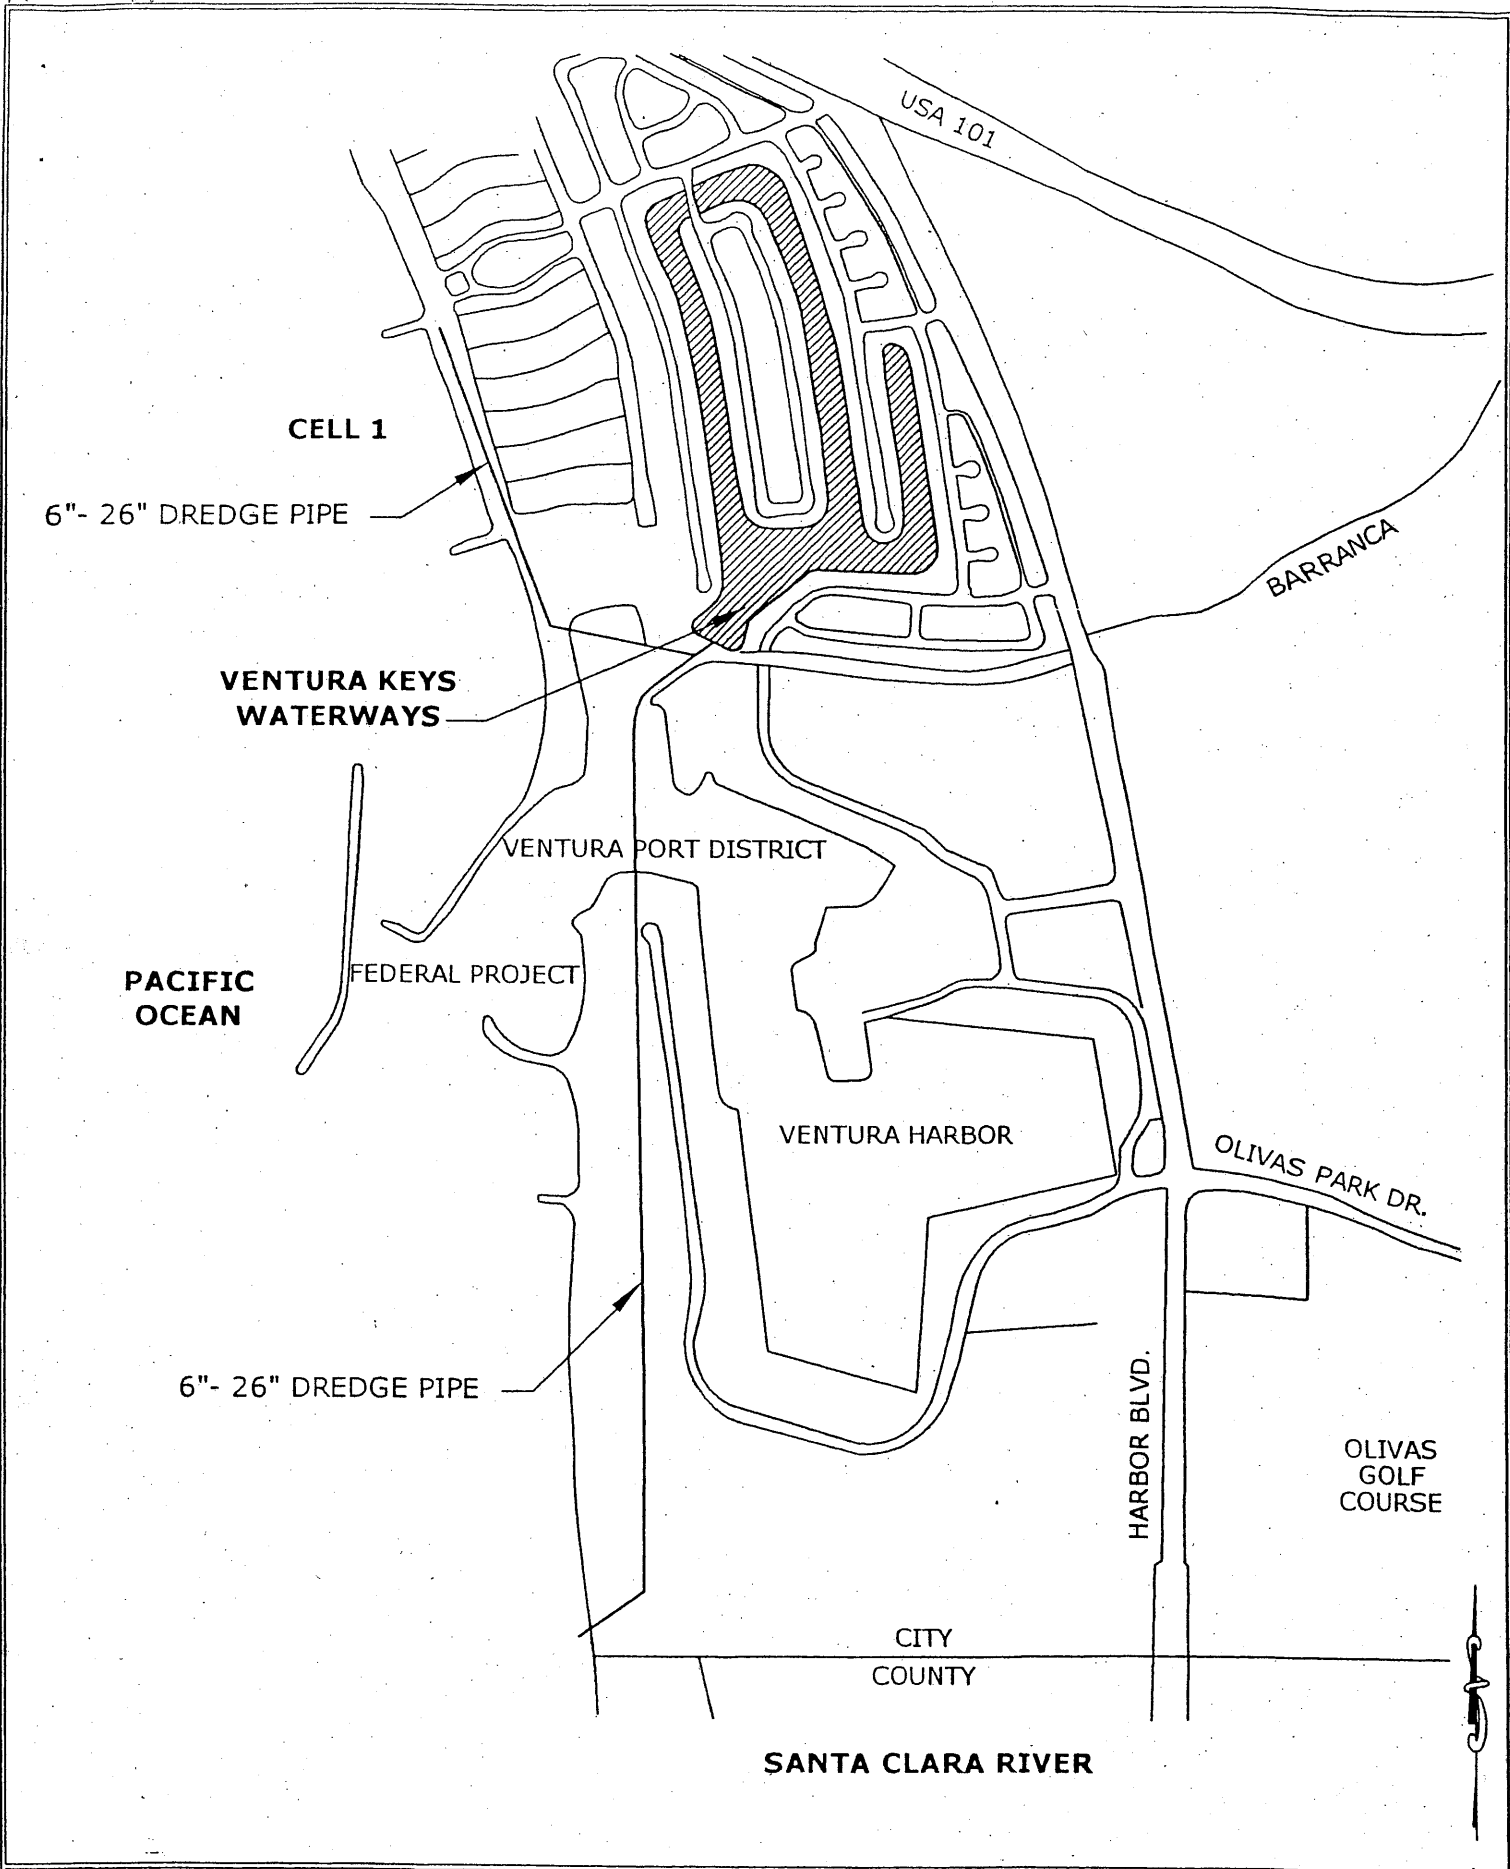 USA 101
CELL 1
6"- 26" DREDGE PIPE
BARRANCA
VENTURA KEYS
WATERWAYS
VENTURA PORT DISTRICT
PACIFIC
OCEAN
FEDERAL PROJECT
VENTURA HARBOR
OLIVAS PARK DR.
6"- 26" DREDGE PIPE
HARBOR BLVD.
OLIVAS
GOLF
COURSE
CITY
COUNTY
SANTA CLARA RIVER